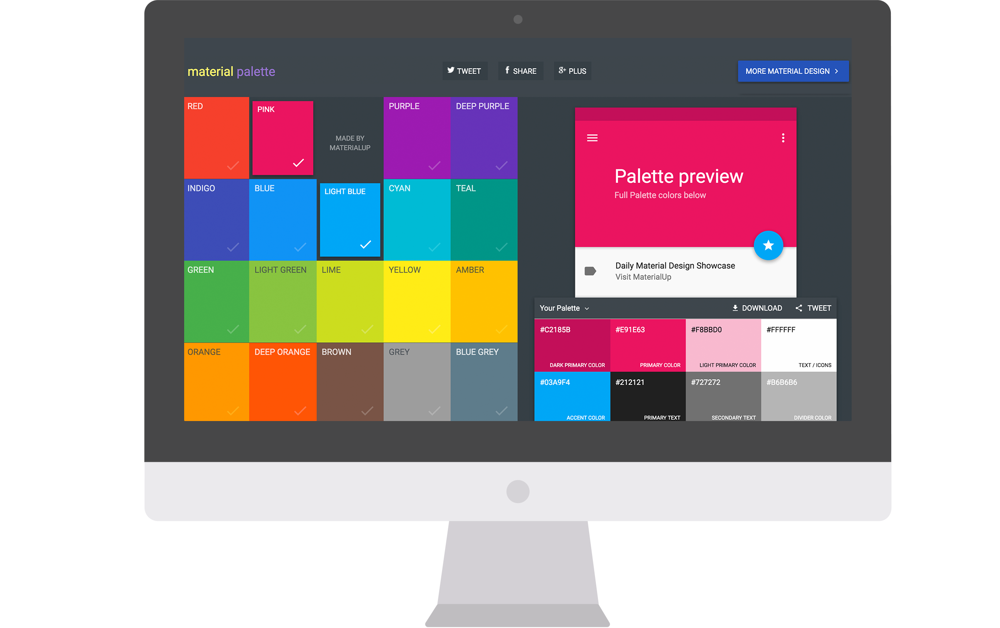 material palette
TWEET
SHARE
PLUS
MORE MATERIAL DESIGN
RED
PINK
MADE BY
MATERIALUP
PURPLE
DEEP PURPLE
INDIGO
BLUE
LIGHT BLUE
CYAN
TEAL
GREEN
LIGHT GREEN
LIME
YELLOW
AMBER
ORANGE
DEEP ORANGE
BROWN
GREY
BLUE GREY
Palette preview
Full Palette colors below
Daily Material Design Showcase
Visit MaterialUp
Your Palette
DOWNLOAD
TWEET
#C2185B
DARK PRIMARY COLOR
#E91E63
PRIMARY COLOR
#F8BBD0
LIGHT PRIMARY COLOR
#FFFFFF
TEXT / ICONS
#03A9F4
ACCENT COLOR
#212121
PRIMARY TEXT
#727272
SECONDARY TEXT
#B6B6B6
DIVIDER COLOR